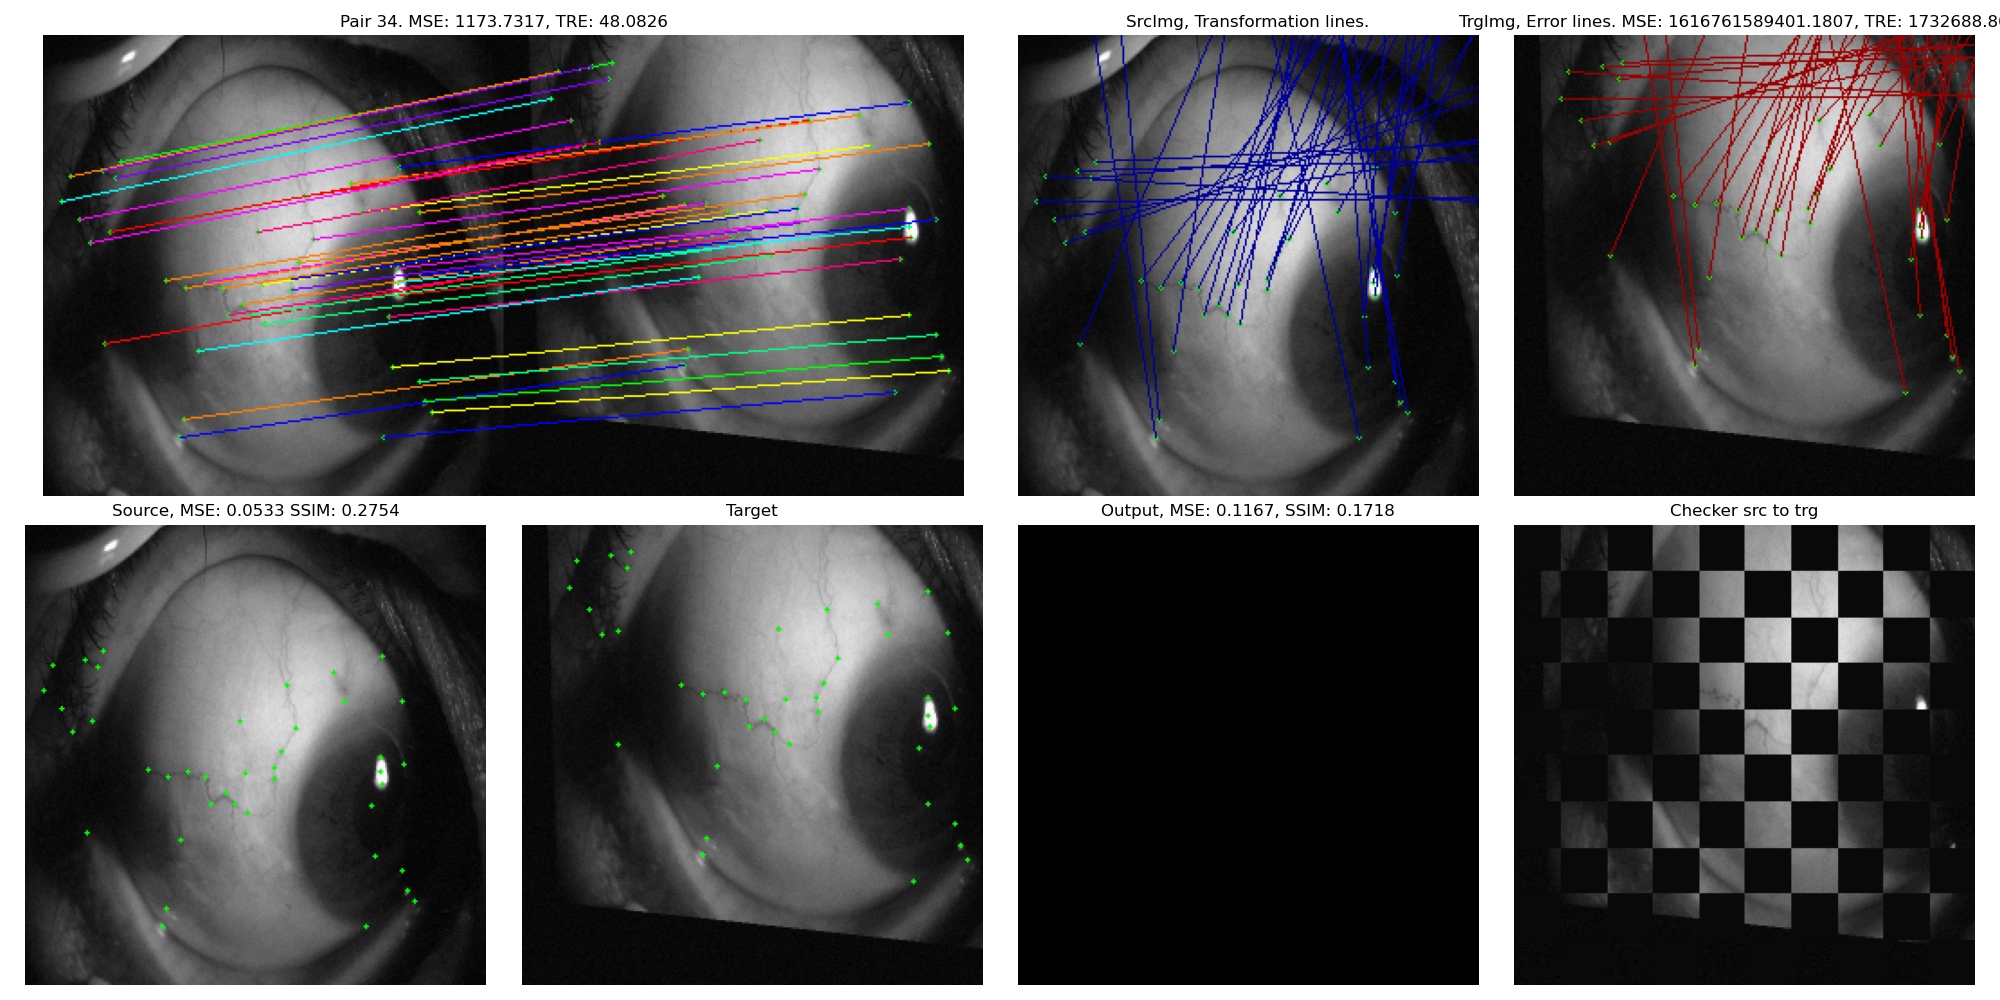 Pair 34. MSE: 1173.7317, TRE: 48.0826
SrcImg, Transformation lines.
TrgImg, Error lines. MSE: 1616761589401.1807, TRE: 1732688.8
Source, MSE: 0.0533 SSIM: 0.2754
Target
Output, MSE: 0.1167, SSIM: 0.1718
Checker src to trg